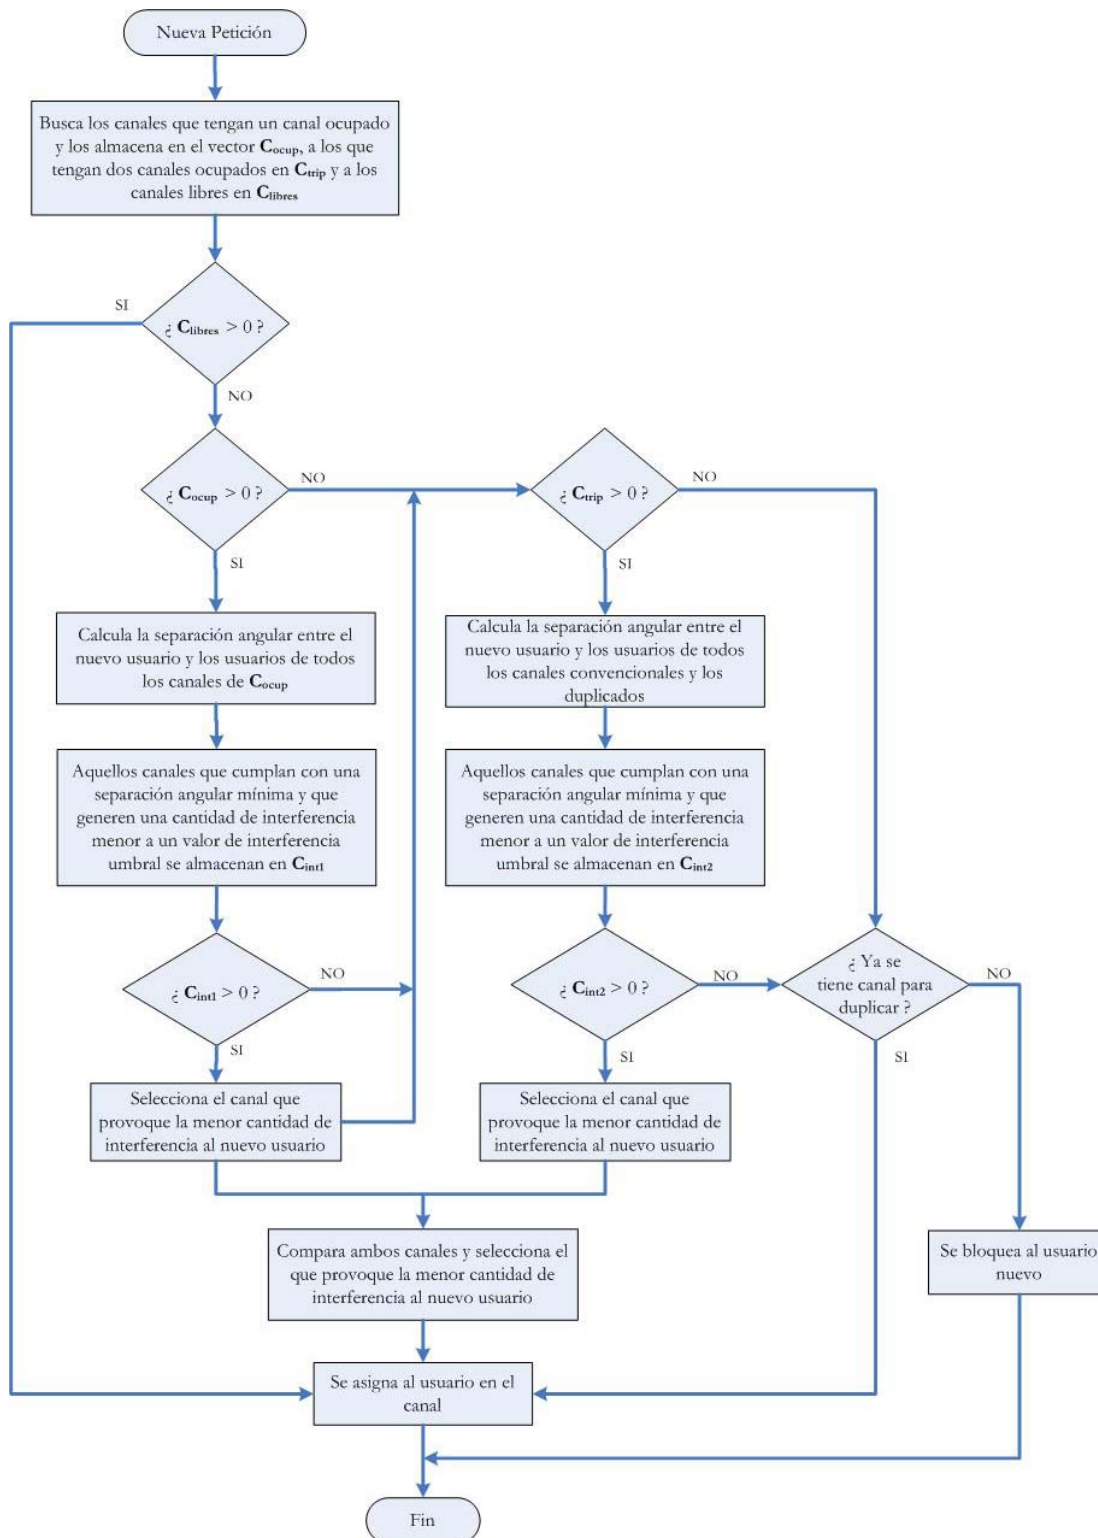 Nueva Petición
Busca los canales que tengan un canal ocupado
y los almacena en el vector Cocup, a los que
tengan dos canales ocupados en Ctrip y a los
canales libres en Clibres
SI
¿ Clibres > 0 ?
NO
¿ Cocup > 0 ?
NO
¿ Ctrip > 0 ?
NO
SI
SI
Calcula la separación angular entre el
nuevo usuario y los usuarios de todos
los canales de Cocup
Calcula la separación angular entre el
nuevo usuario y los usuarios de todos
los canales convencionales y los
duplicados
Aquellos canales que cumplan con una
separación angular mínima y que
generen una cantidad de interferencia
menor a un valor de interferencia
umbral se almacenan en Cint1
Aquellos canales que cumplan con una
separación angular mínima y que
generen una cantidad de interferencia
menor a un valor de interferencia
umbral se almacenan en Cint2
¿ Cint1 > 0 ?
NO
¿ Cint2 > 0 ?
NO
¿ Ya se
tiene canal para
duplicar ?
NO
SI
SI
SI
Selecciona el canal que
provoque la menor cantidad de
interferencia al nuevo usuario
Selecciona el canal que
provoque la menor cantidad de
interferencia al nuevo usuario
Compara ambos canales y selecciona el
que provoque la menor cantidad de
interferencia al nuevo usuario
Se bloquea al usuario
nuevo
Se asigna al usuario en el
canal
Fin